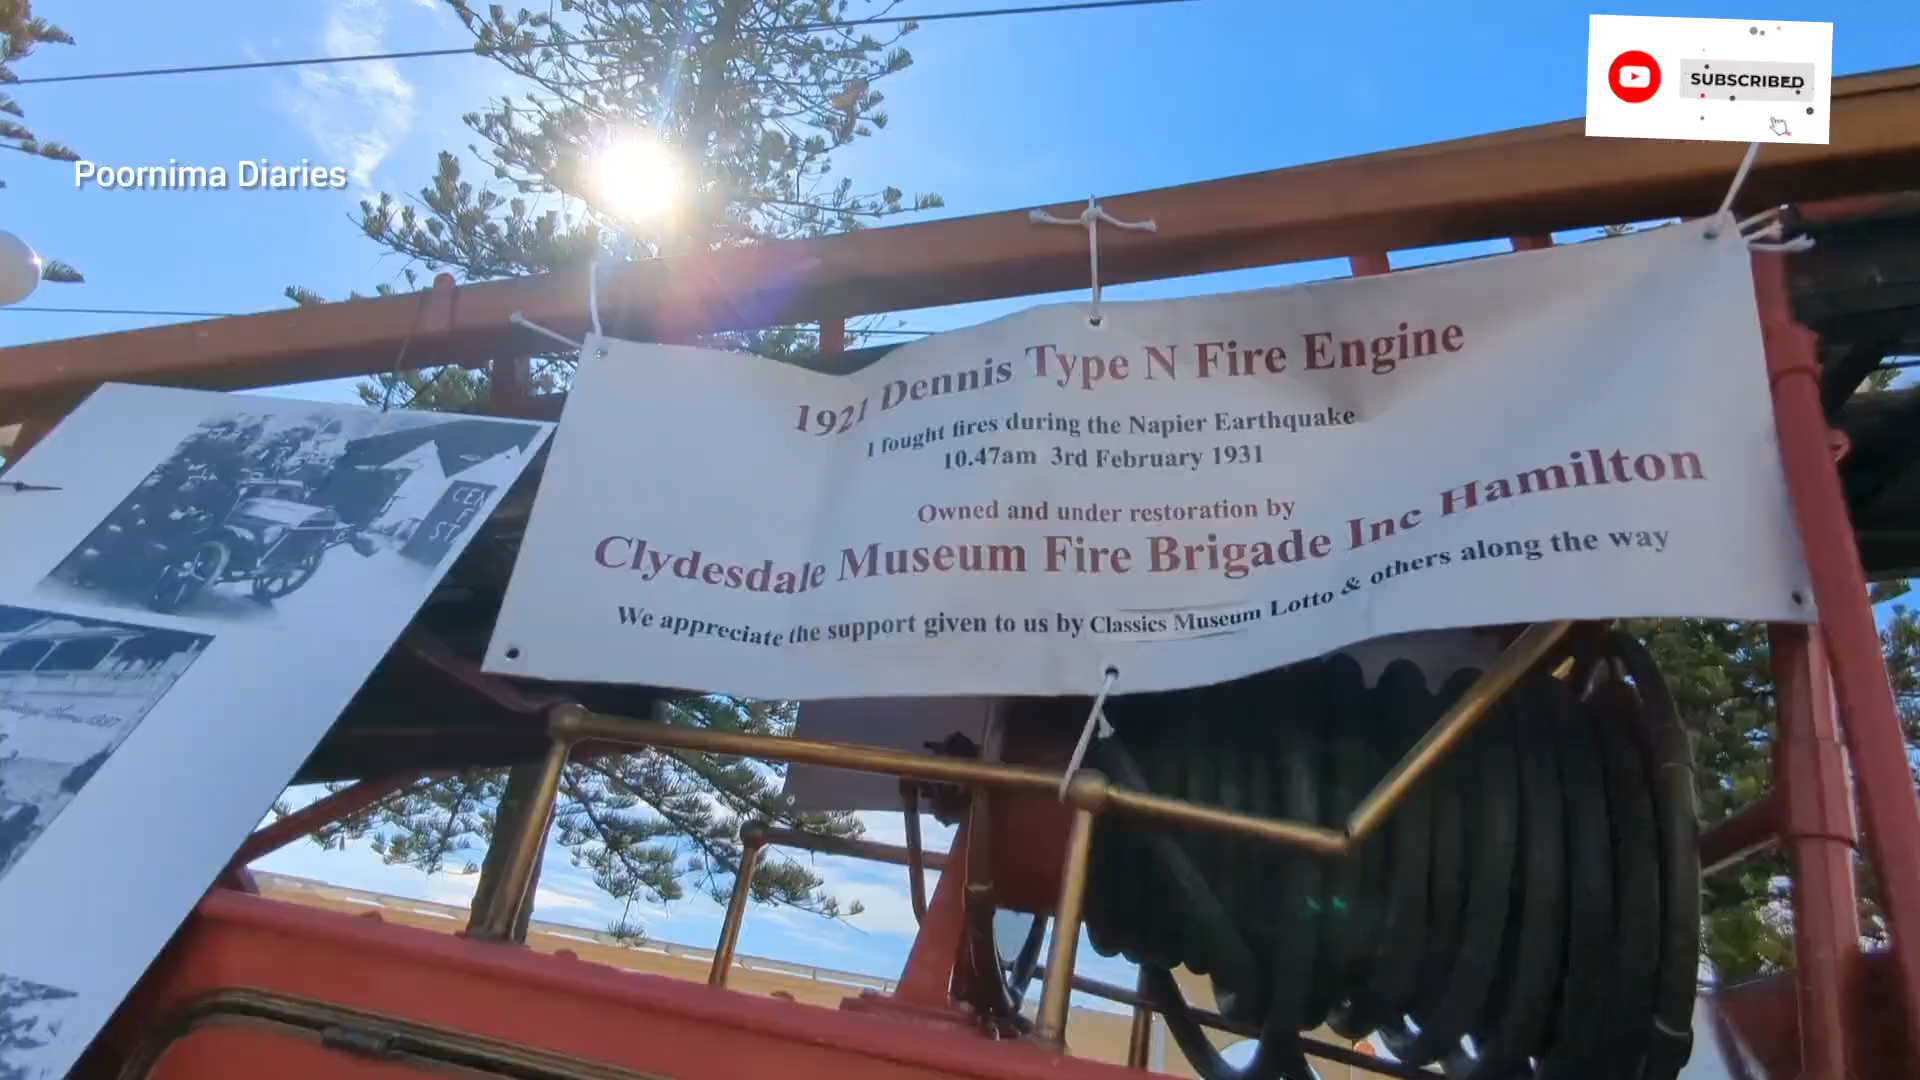 SUBSCRIBED
Poornima Diaries
1921 Dennis Type N Fire Engine
I fought fires during the Napier Earthquake
10.47am 3rd February 1931
Owned and under restoration by
Clydesdale Museum Fire Brigade Inc Hamilton
We appreciate the support given to us by Classics Museum Lotto & others along the way
CEN